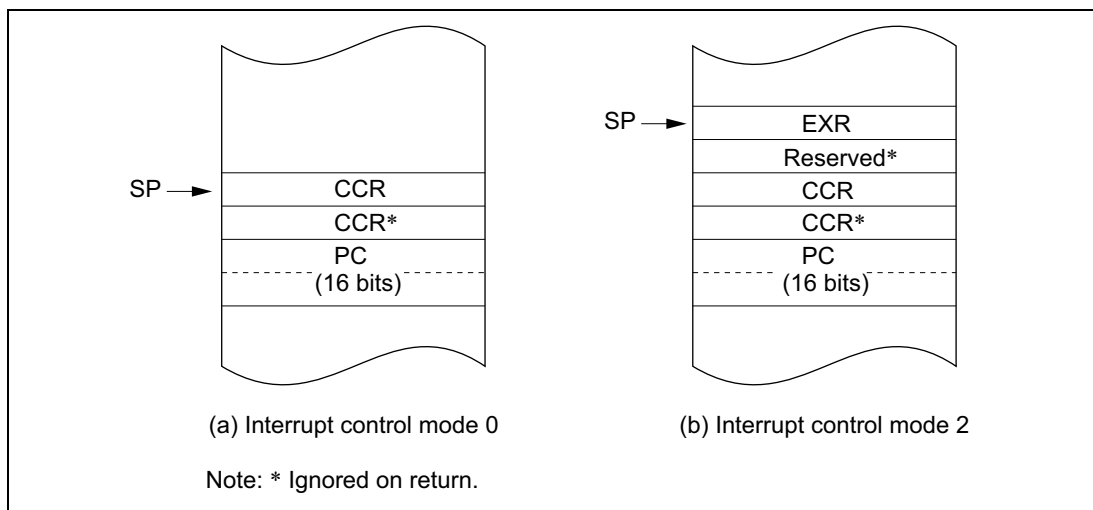 SP
CCR
CCR*
PC
(16 bits)
(a) Interrupt control mode 0
SP
EXR
Reserved*
CCR
CCR*
PC
(16 bits)
(b) Interrupt control mode 2
Note: * Ignored on return.